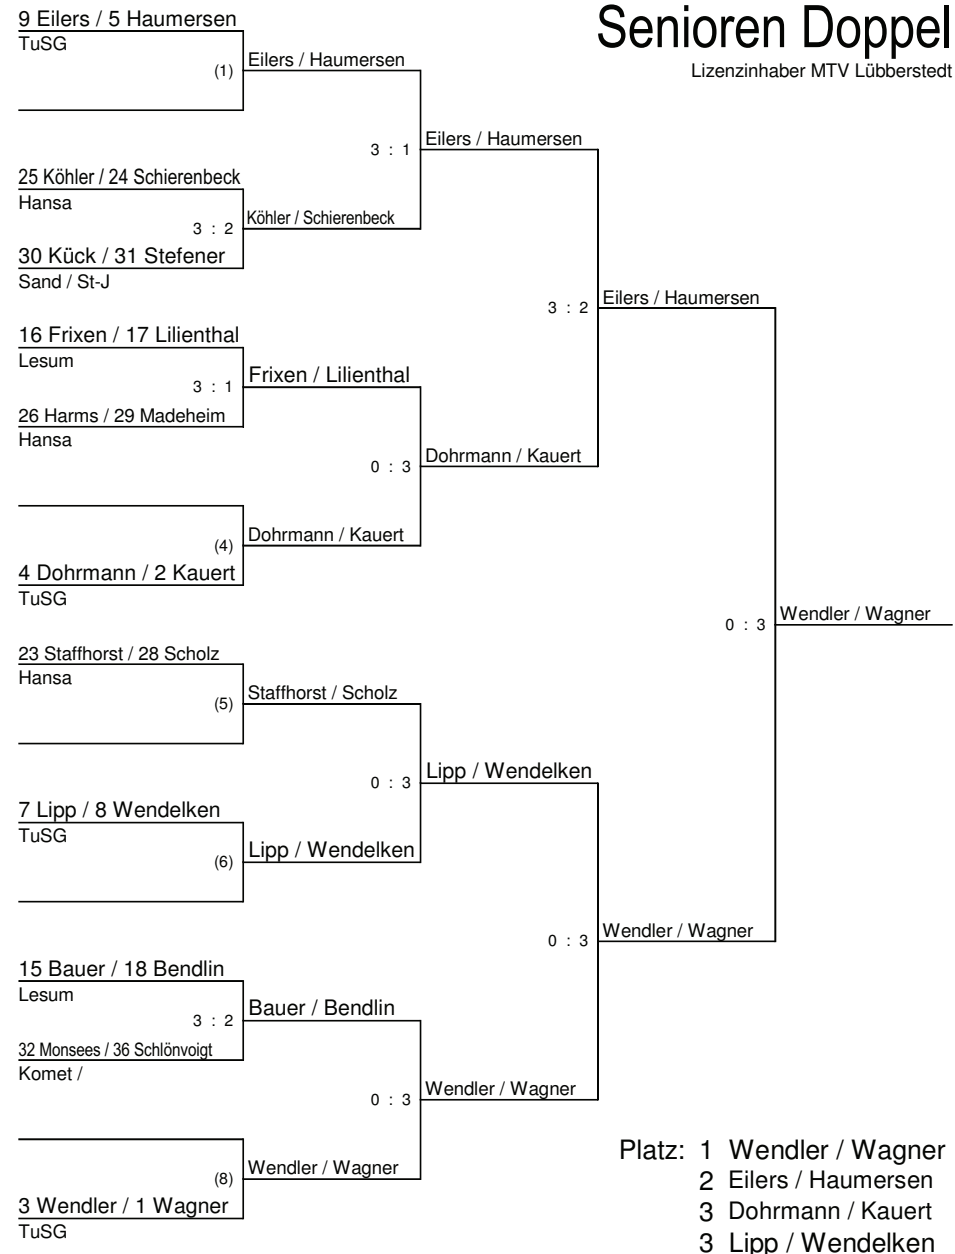 Senioren Doppel
Lizenzinhaber MTV Lübberstedt
9 Eilers / 5 Haumersen
TuSG
(1)
Eilers / Haumersen
3 : 1
Eilers / Haumersen
25 Köhler / 24 Schierenbeck
Hansa
3 : 2
Köhler / Schierenbeck
30 Kück / 31 Stefener
Sand / St-J
3 : 2
Eilers / Haumersen
16 Frixen / 17 Lilienthal
Lesum
3 : 1
Frixen / Lilienthal
26 Harms / 29 Madeheim
Hansa
0 : 3
Dohrmann / Kauert
(4)
Dohrmann / Kauert
4 Dohrmann / 2 Kauert
TuSG
0 : 3
Wendler / Wagner
23 Staffhorst / 28 Scholz
Hansa
(5)
Staffhorst / Scholz
0 : 3
Lipp / Wendelken
7 Lipp / 8 Wendelken
TuSG
(6)
Lipp / Wendelken
0 : 3
Wendler / Wagner
15 Bauer / 18 Bendlin
Lesum
3 : 2
Bauer / Bendlin
32 Monsees / 36 Schlönvoigt
Komet /
0 : 3
Wendler / Wagner
(8)
Wendler / Wagner
3 Wendler / 1 Wagner
TuSG
Platz: 1 Wendler / Wagner
2 Eilers / Haumersen
3 Dohrmann / Kauert
3 Lipp / Wendelken